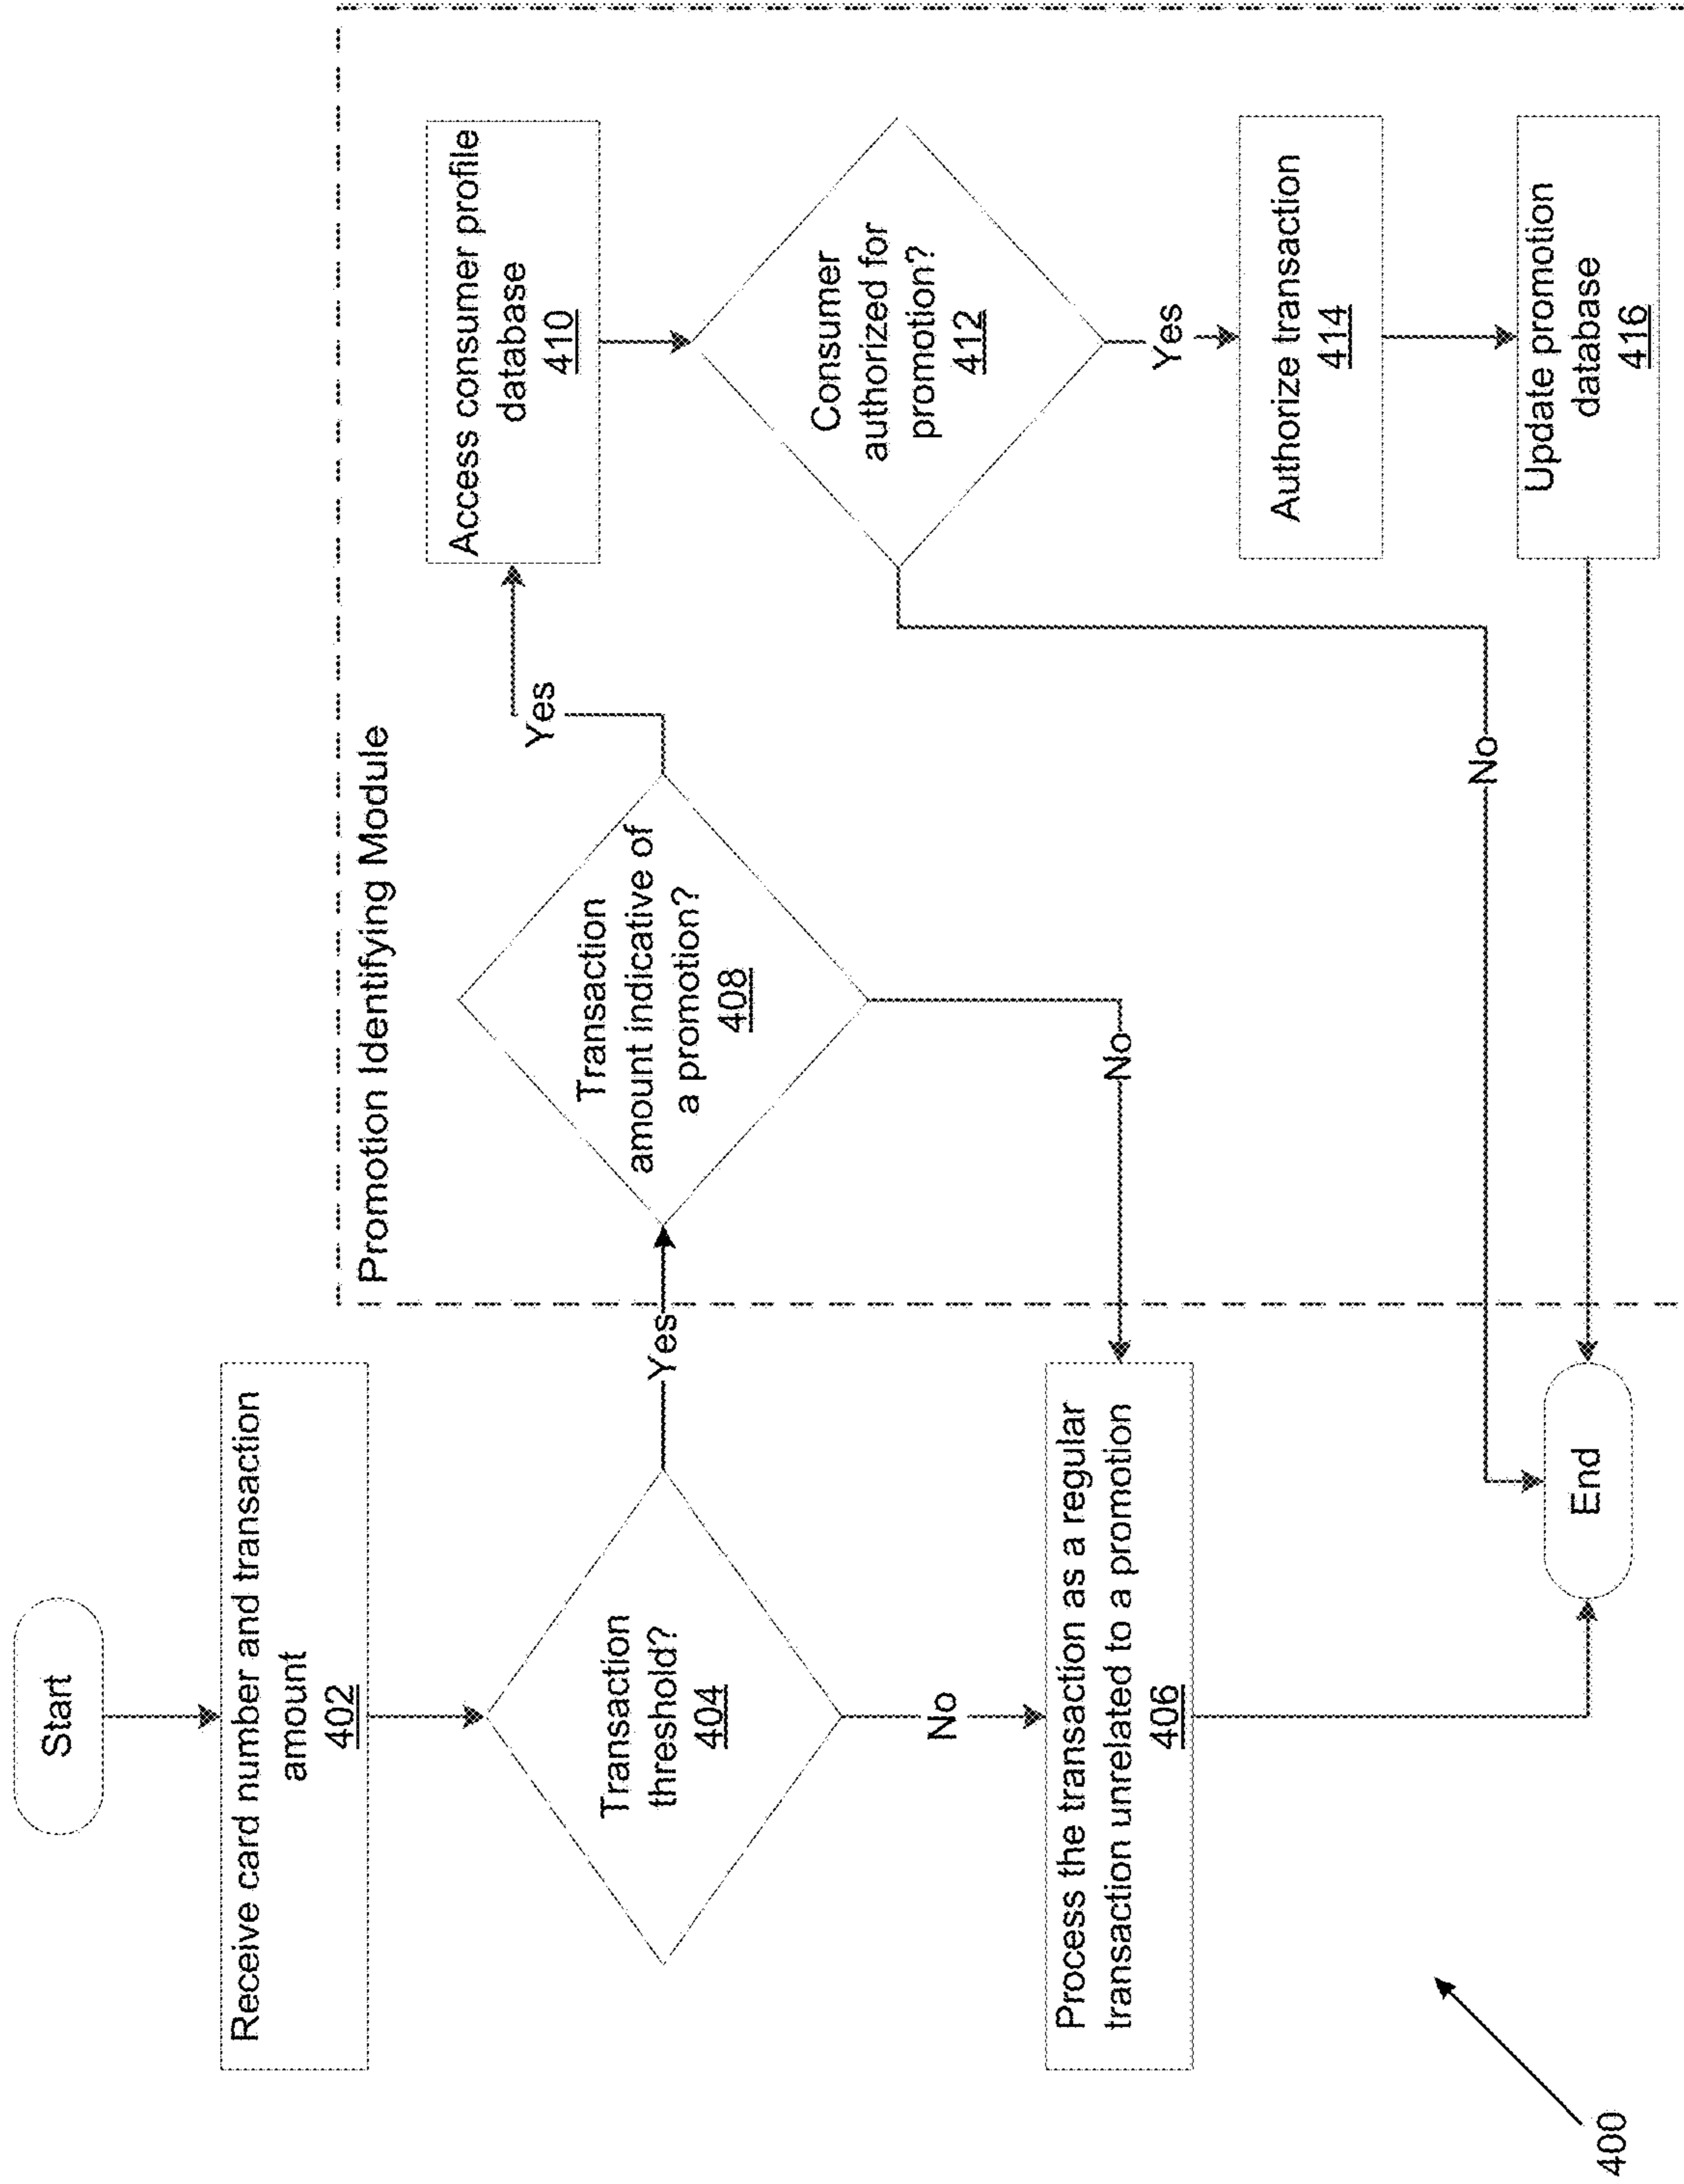 Start
Receive card number and transaction
amount
402
Transaction
threshold?
404
Yes
No
Process the transaction as a regular
transaction unrelated to a promotion
406
End
Promotion Identifying Module
Transaction
amount indicative of
a promotion?
408
Yes
No
Access consumer profile
database
410
Consumer
authorized for
promotion?
412
Yes
No
Authorize transaction
414
Update promotion
database
416
400